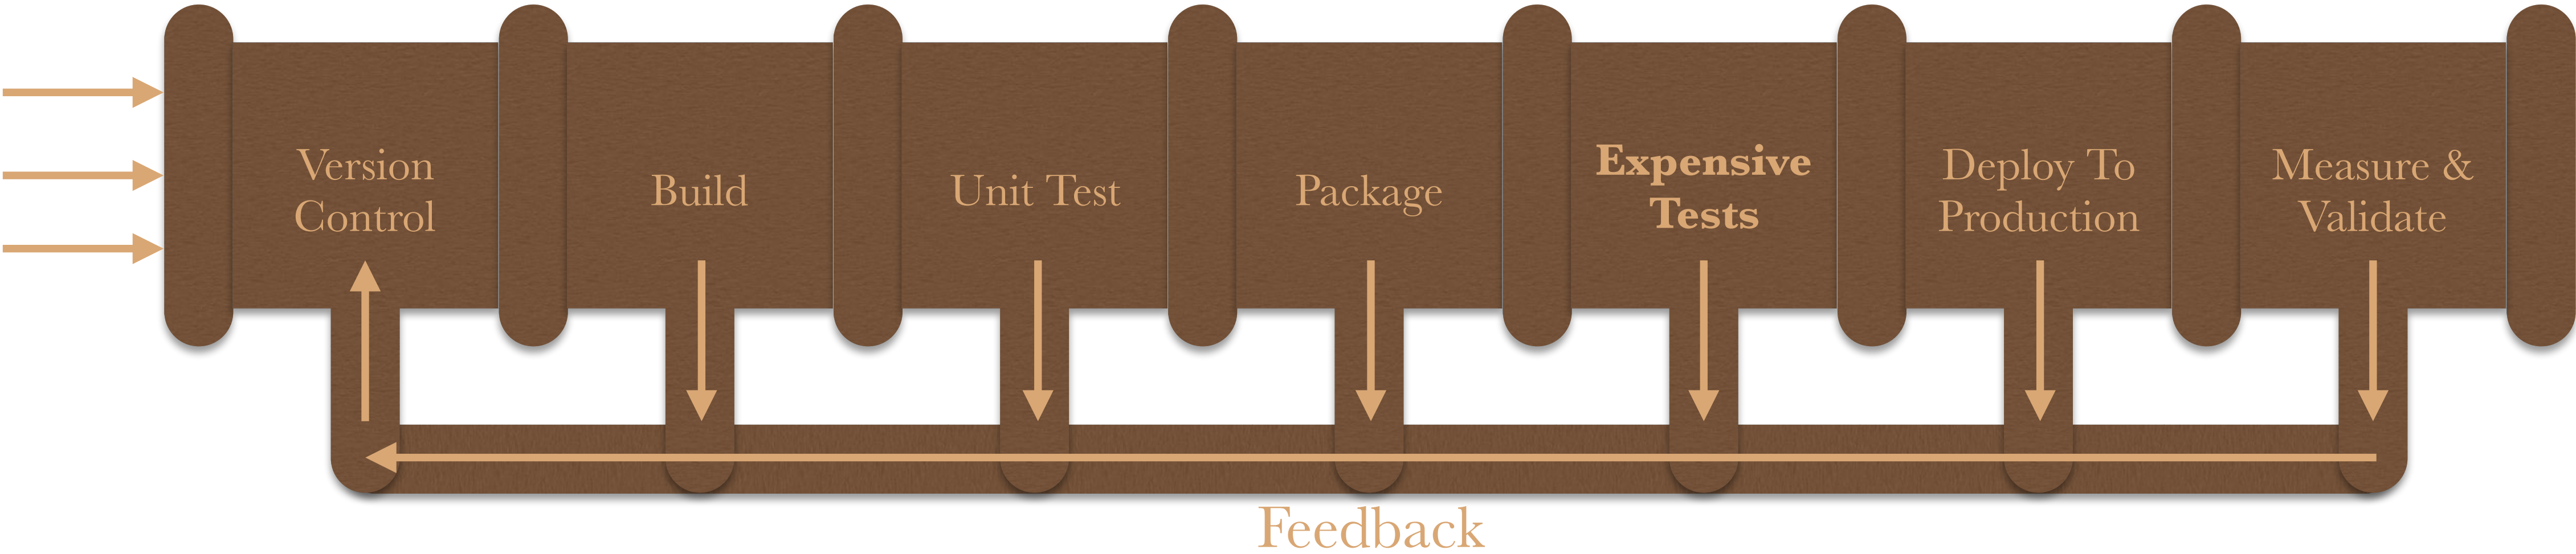 Version
Control
Build
Unit Test
Package
Expensive
Tests
Deploy To
Production
Measure &
Validate
Feedback